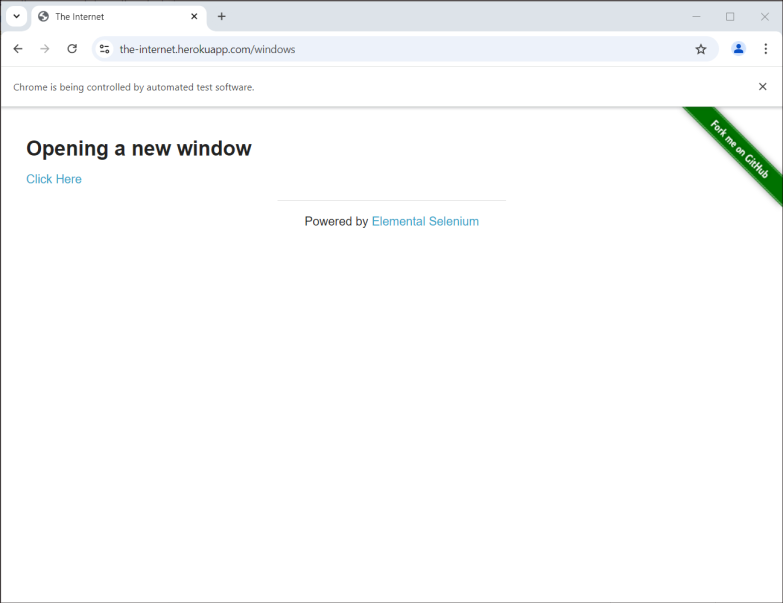 The Internet
the-internet.herokuapp.com/windows
Chrome is being controlled by automated test software.
Fork me on GitHub
Opening a new window
Click Here
Powered by Elemental Selenium